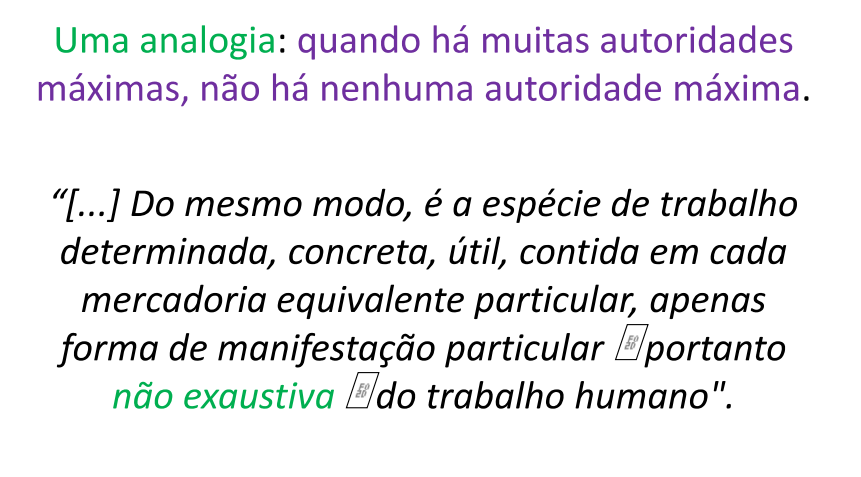 Uma analogia: quando há muitas autoridades
máximas, não há nenhuma autoridade máxima.
“[...] Do mesmo modo, é a espécie de trabalho
determinada, concreta, útil, contida em cada
mercadoria equivalente particular, apenas
forma de manifestação particular portanto
não exaustiva do trabalho humano".